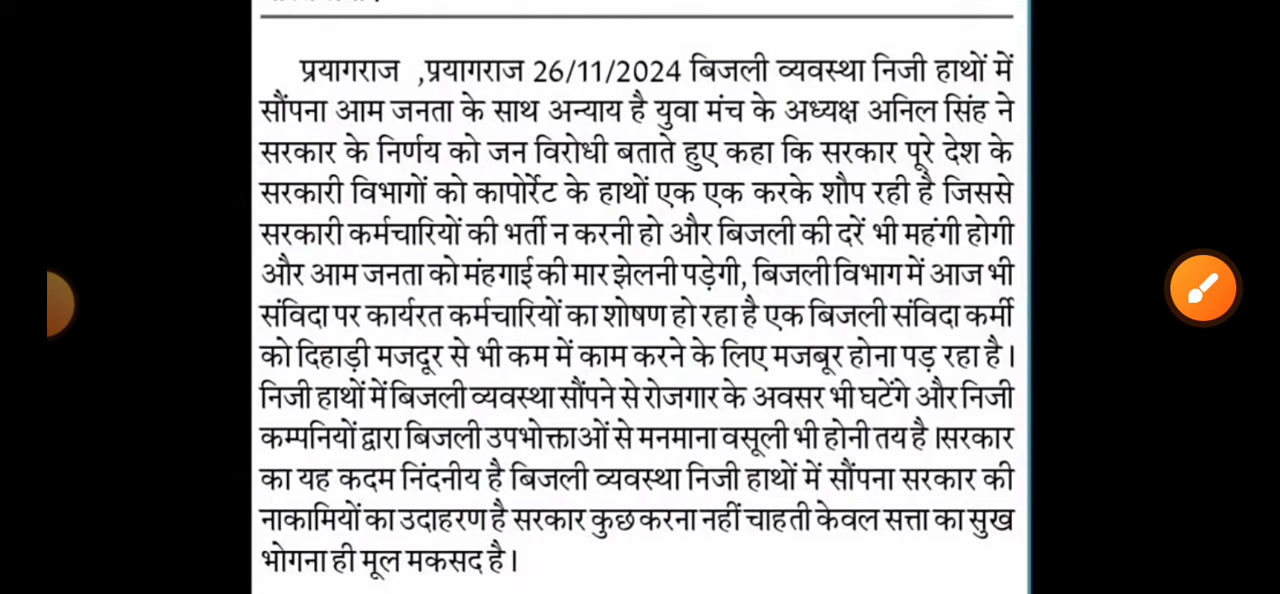 प्रयागराज ,प्रयागराज 26/11/2024 बिजली व्यवस्था निजी हाथों में
सौंपना आम जनता के साथ अन्याय है युवा मंच के अध्यक्ष अनिल सिंह ने
सरकार के निर्णय को जन विरोधी बताते हुए कहा कि सरकार पूरे देश के
सरकारी विभागों को कापोर्रेट के हाथों एक एक करके शौप रही है जिससे
सरकारी कर्मचारियों की भर्ती न करनी हो और बिजली की दरें भी महंगी होगी
और आम जनता को मंहगाई की मार झेलनी पड़ेगी, बिजली विभाग में आज भी
संविदा पर कार्यरत कर्मचारियों का शोषण हो रहा है एक बिजली संविदा कर्मी
को दिहाड़ी मजदूर से भी कम में काम करने के लिए मजबूर होना पड़ रहा है।
निजी हाथों में बिजली व्यवस्था सौंपने से रोजगार के अवसर भी घटेंगे और निजी
कम्पनियों द्वारा बिजली उपभोक्ताओं से मनमाना वसूली भी होनी तय है ।सरकार
का यह कदम निंदनीय है बिजली व्यवस्था निजी हाथों में सौंपना सरकार की
नाकामियों का उदाहरण है सरकार कुछ करना नहीं चाहती केवल सत्ता का सुख
भोगना ही मूल मकसद है।